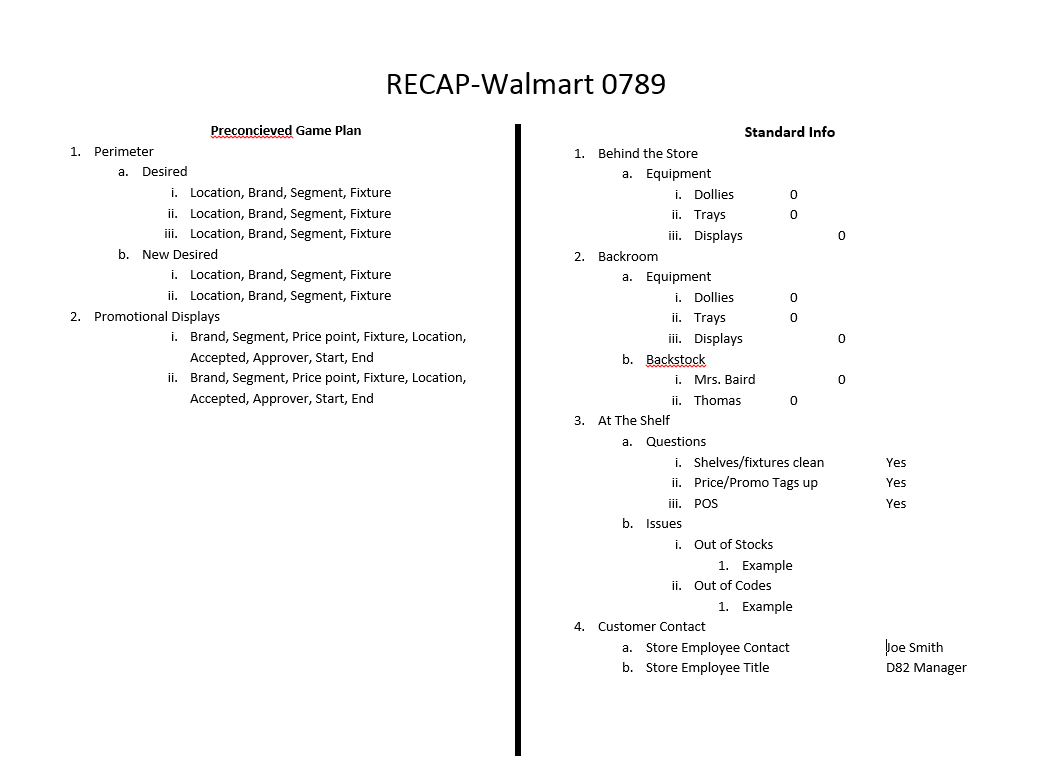 RECAP-Walmart 0789
Preconcieved Game Plan
1. Perimeter
a. Desired
i. Location, Brand, Segment, Fixture
ii. Location, Brand, Segment, Fixture
iii. Location, Brand, Segment, Fixture
b. New Desired
i. Location, Brand, Segment, Fixture
ii. Location, Brand, Segment, Fixture
2. Promotional Displays
i. Brand, Segment, Price point, Fixture, Location,
Accepted, Approver, Start, End
ii. Brand, Segment, Price point, Fixture, Location,
Accepted, Approver, Start, End
Standard Info
1. Behind the Store
a. Equipment
i. Dollies 0
ii. Trays 0
iii. Displays 0
2. Backroom
a. Equipment
i. Dollies 0
ii. Trays 0
iii. Displays 0
b. Backstock
i. Mrs. Baird 0
ii. Thomas 0
3. At The Shelf
a. Questions
i. Shelves/fixtures clean Yes
ii. Price/Promo Tags up Yes
iii. POS Yes
b. Issues
i. Out of Stocks
1. Example
ii. Out of Codes
1. Example
4. Customer Contact
a. Store Employee Contact Joe Smith
b. Store Employee Title D82 Manager